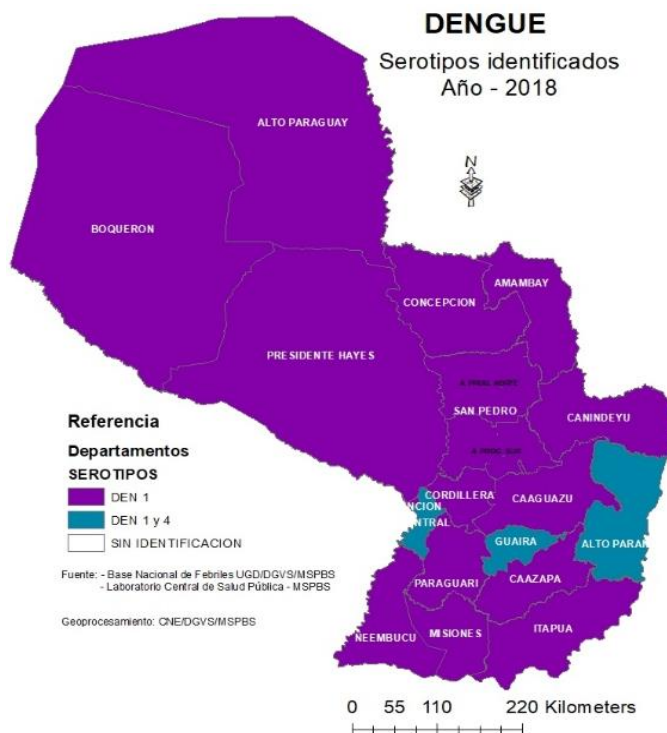 DENGUE
Serotipos identificados
Año - 2018
N
ALTO PARAGUAY
BOQUERON
AMAMBAY
CONCEPCION
PRESIDENTE HAYES
SAN PEDRO
CANINDEYU
Referencia
Departamentos
SEROTIPOS
DEN 1
DEN 1 y 4
SIN IDENTIFICACION
CORDILLERA
CAAGUAZU
NCION
NTRAL
GUAIRA
ALTO PARAN
PARAGUARI
CAAZAPA
Fuente: - Base Nacional de Febriles UGD/DGVS/MSPBS
- Laboratorio Central de Salud Pública - MSPBS
Geoprocesamiento: CNE/DGVS/MSPBS
ÑEEMBUCU
MISIONES
ITAPUA
0 55 110 220 Kilometers